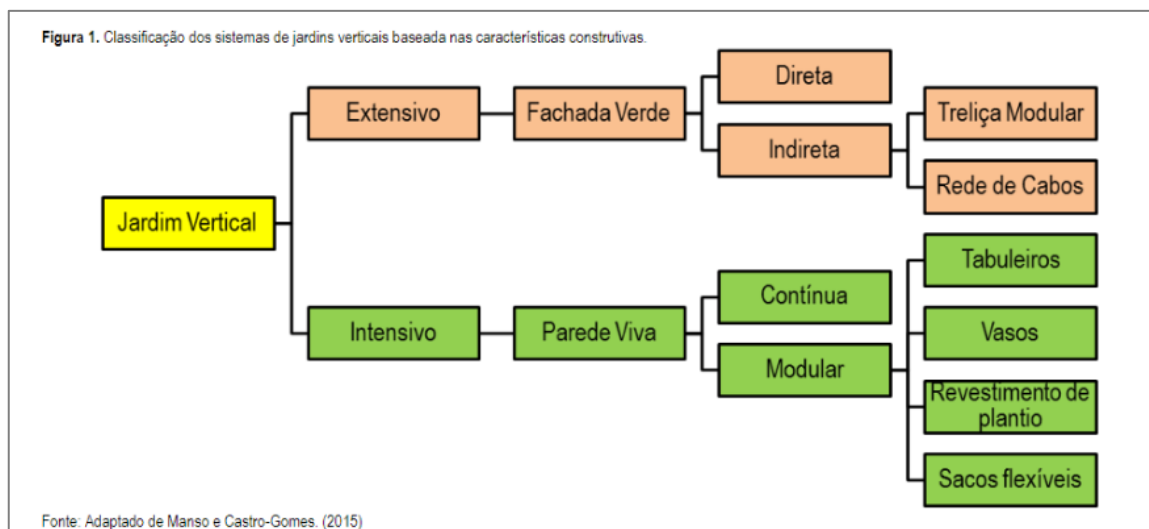 Figura 1. Classificação dos sistemas de jardins verticais baseada nas características construtivas.
Direta
Extensivo
Fachada Verde
Treliça Modular
Indireta
Rede de Cabos
Jardim Vertical
Tabuleiros
Contínua
Intensivo
Parede Viva
Vasos
Modular
Revestimento de
plantio
Sacos flexíveis
Fonte: Adaptado de Manso e Castro-Gomes. (2015)